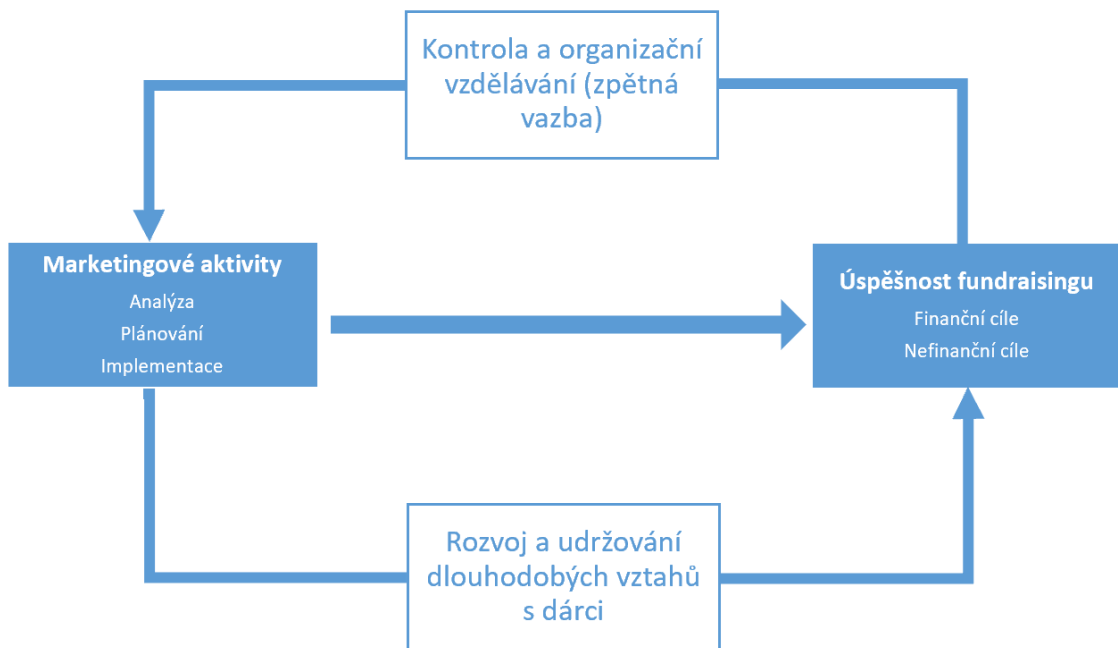 Kontrola a organizační
vzdělávání (zpětná
vazba)
Marketingové aktivity
Analýza
Plánování
Implementace
Úspěšnost fundraisingu
Finanční cíle
Nefinanční cíle
Rozvoj a udržování
dlouhodobých vztahů
s dárci